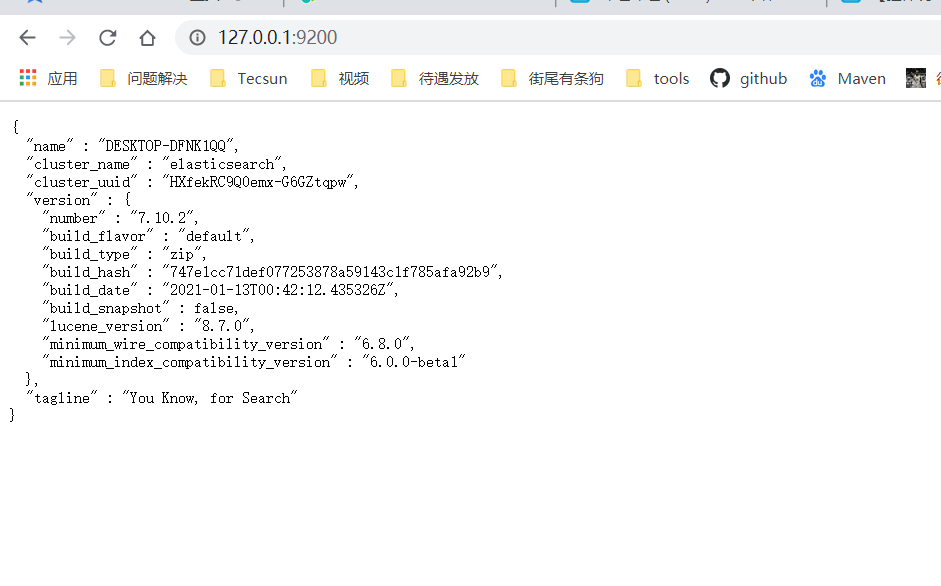 127.0.0.1:9200
应用 问题解决 Tecsun 视频 待遇发放 街尾有条狗 tools github Maven
{
"name" : "DESKTOP-DFNK1QQ",
"cluster_name" : "elasticsearch",
"cluster_uuid" : "HXfekRC9Q0emx-G6GZtqpw",
"version" : {
"number" : "7.10.2",
"build_flavor" : "default",
"build_type" : "zip",
"build_hash" : "747e1cc71def077253878a59143c1f785afa92b9",
"build_date" : "2021-01-13T00:42:12.435326Z",
"build_snapshot" : false,
"lucene_version" : "8.7.0",
"minimum_wire_compatibility_version" : "6.8.0",
"minimum_index_compatibility_version" : "6.0.0-beta1"
},
"tagline" : "You Know, for Search"
}